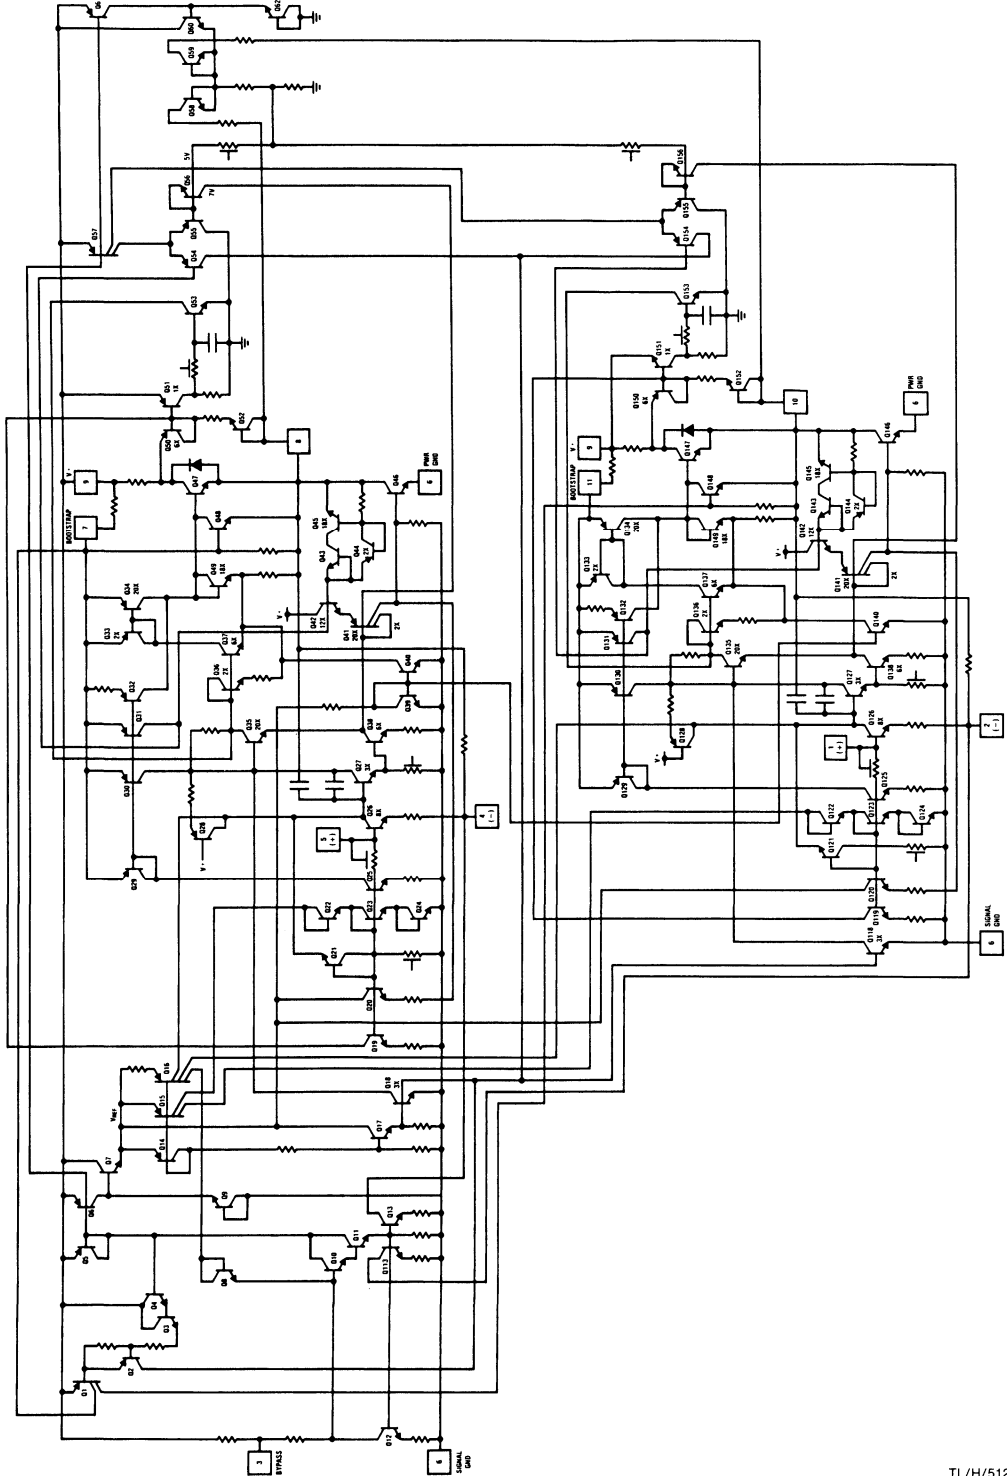 3
BYPASS
6
SIGNAL
GND
Q1
Q2
Q3
Q4
Q5
Q6
Q7
Q8
Q9
Q10
Q11
Q12
Q113
Q13
VREF
Q14
Q15
Q16
Q17
Q18
3X
Q19
Q20
Q21
Q22
Q23
Q24
Q25
Q26
8X
5
(+)
4
(-)
Q27
3X
Q28
V+
Q29
Q30
Q31
Q32
Q33
2X
Q34
20X
Q35
20X
Q36
2X
Q37
6X
Q38
6X
Q39
Q40
Q41
20X
2X
Q42
12X
V+
Q43
Q44
2X
Q45
18X
Q46
6
PWR
GND
Q47
Q48
Q49
18X
7
BOOTSTRAP
9
V+
8
Q50
6X
Q51
1X
Q52
Q53
Q54
Q55
Q56
7V
5V
Q57
Q58
Q59
Q60
Q62
6
SIGNAL
GND
Q118
3X
Q119
Q120
Q121
Q122
Q123
Q124
Q125
Q126
8X
1
(+)
2
(-)
Q127
3X
Q128
V+
Q129
Q130
Q131
Q132
Q133
2X
Q134
20X
Q135
20X
Q136
2X
Q137
6X
Q138
6X
Q140
Q141
20X
2X
Q142
12X
V+
Q143
Q144
2X
Q145
18X
Q146
6
PWR
GND
Q147
Q148
Q149
18X
11
BOOTSTRAP
9
V+
10
Q150
6X
Q151
1X
Q152
Q153
Q154
Q155
Q156
TL/H/512